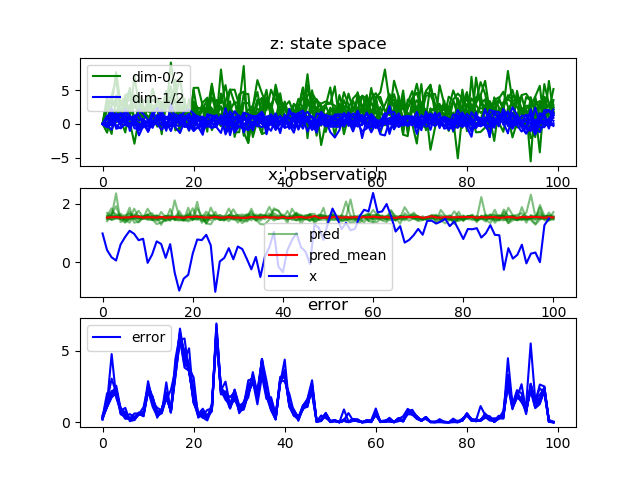 z: state space
5
0
−5
dim-0/2
dim-1/2
0 20 40 60 80 100
x: observation
2
0
pred
pred_mean
x
0 20 40 60 80 100
error
5
0
error
0 20 40 60 80 100